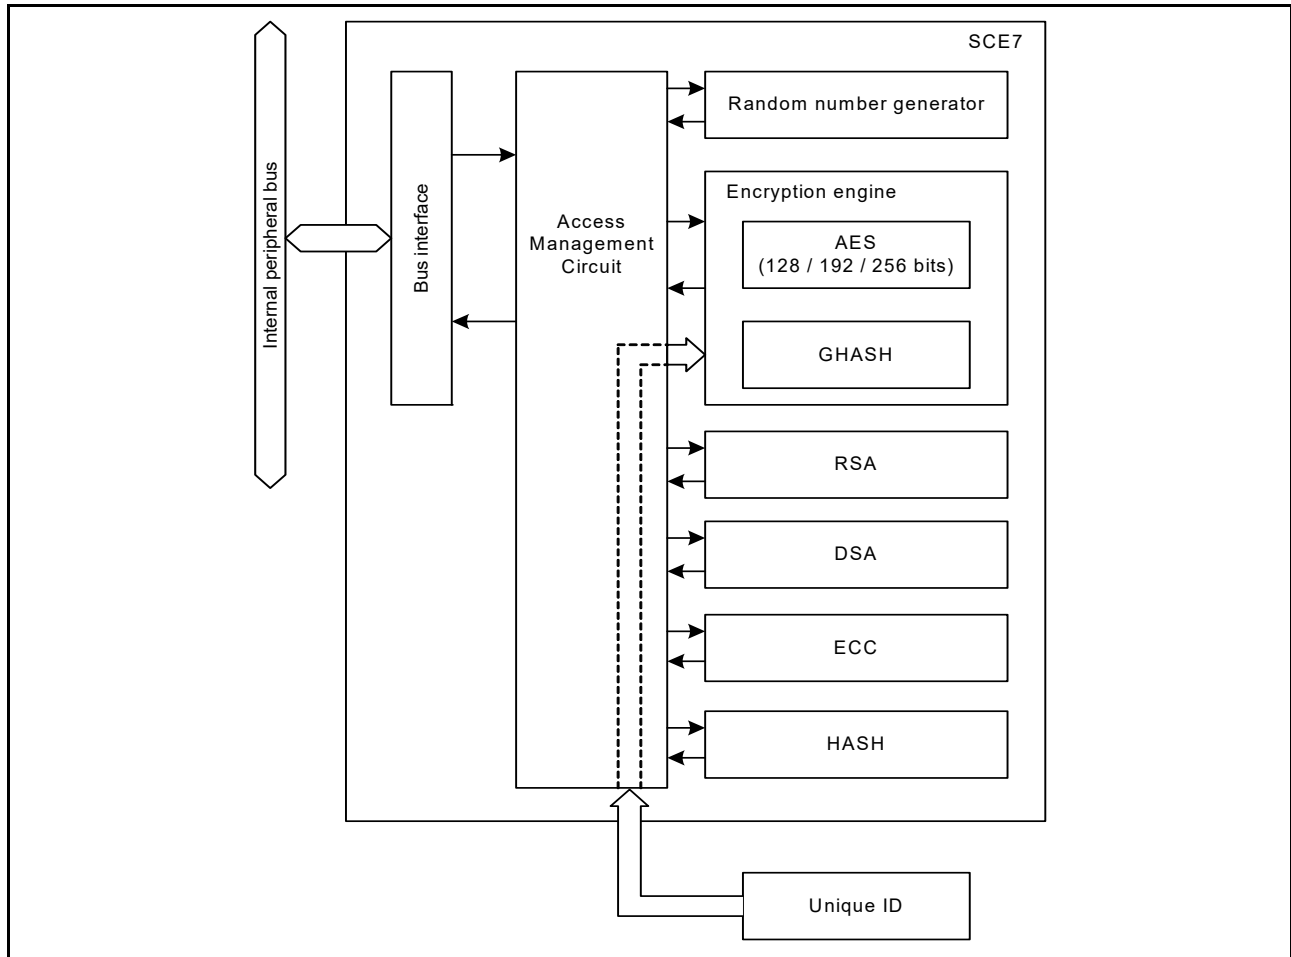 SCE7
Internal peripheral bus
Bus interface
Access
Management
Circuit
Random number generator
Encryption engine
AES
(128 / 192 / 256 bits)
GHASH
RSA
DSA
ECC
HASH
Unique ID